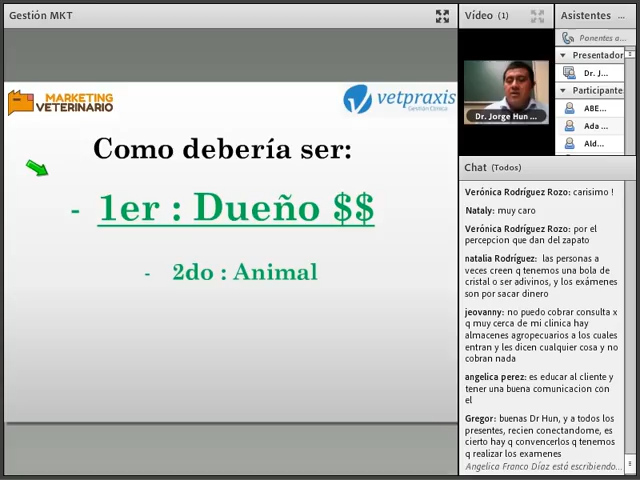 Gestión MKT
MARKETING
VETERINARIO
vetpraxis
Gestión Clínica
Como debería ser:
- 1er : Dueño $$
- 2do : Animal
Vídeo (1)
Dr. Jorge Hun ...
Asistentes ...
Ponentes a...
Presentador
Dr. J...
Participante
ABE...
Ada ...
Ald...
Chat (Todos)
Verónica Rodríguez Rozo: carisimo !
Nataly: muy caro
Verónica Rodríguez Rozo: por el
percepcion que dan del zapato
natalia Rodríguez: las personas a
veces creen q tenemos una bola de
cristal o ser adivinos, y los exámenes
son por sacar dinero
jeovanny: no puedo cobrar consulta x
q muy cerca de mi clinica hay
almacenes agropecuarios a los cuales
entran y les dicen cualquier cosa y no
cobran nada
angelica perez: es educar al cliente y
tener una buena comunicacion con
el
Gregor: buenas Dr Hun, y a todos los
presentes, recien conectandome, es
cierto hay q convencerlos q tenemos
q realizar los examenes
Angelica Franco Díaz está escribiendo...